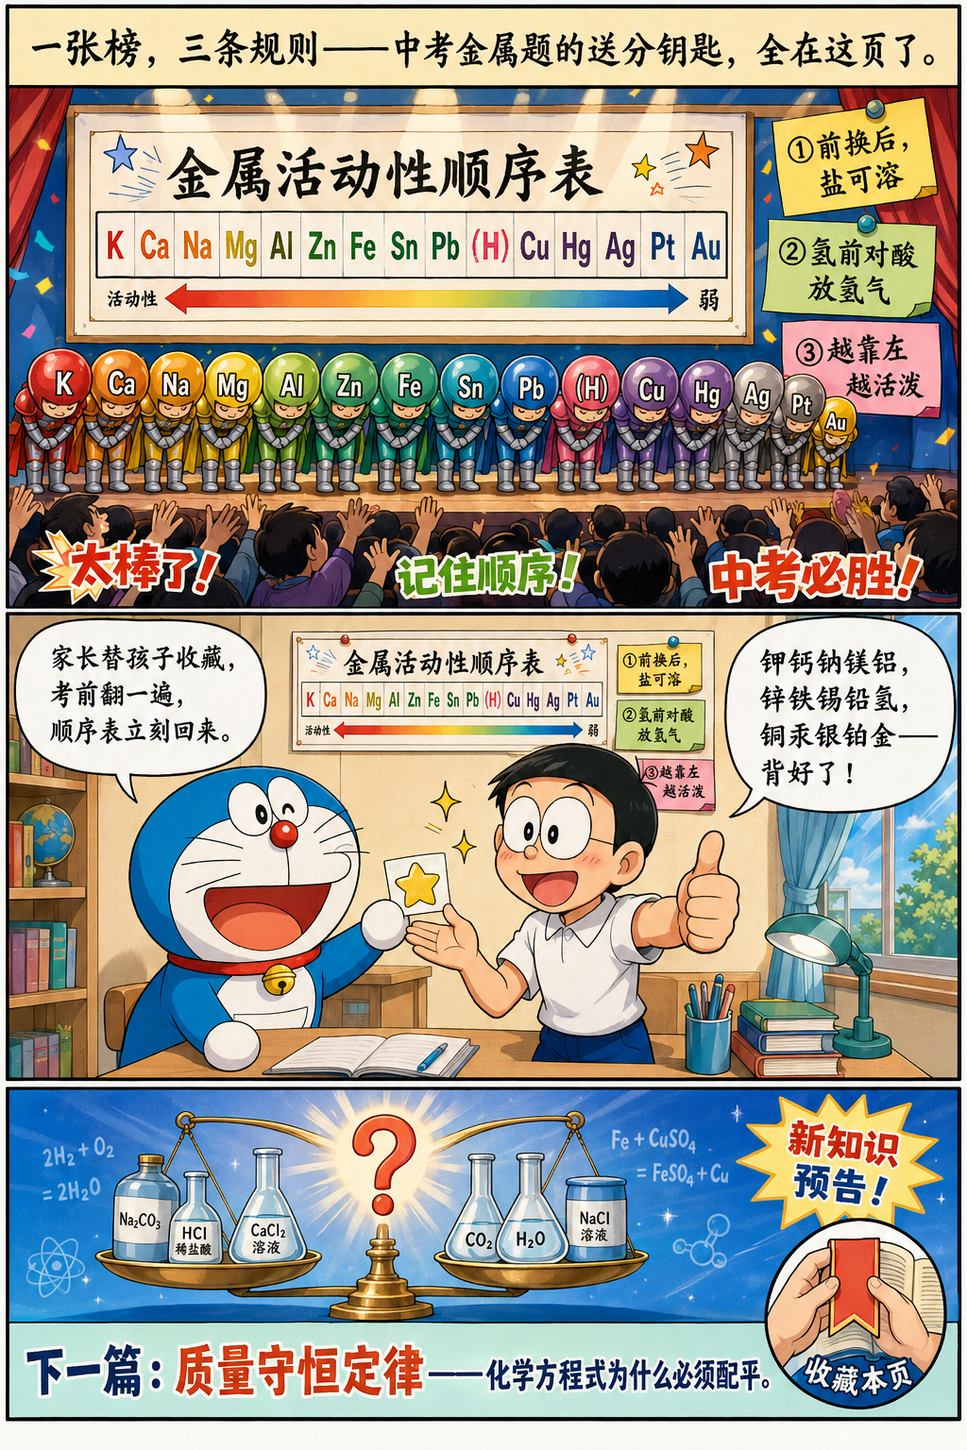 一张榜，三条规则——中考金属题的送分钥匙，全在这页了。
金属活动性顺序表
K Ca Na Mg Al Zn Fe Sn Pb (H) Cu Hg Ag Pt Au
活动性 弱
①前换后，
盐可溶
②氢前对酸
放氢气
③越靠左
越活泼
K Ca Na Mg Al Zn Fe Sn Pb (H) Cu Hg Ag Pt Au
太棒了！
记住顺序！
中考必胜！
家长替孩子收藏，
考前翻一遍，
顺序表立刻回来。
金属活动性顺序表
K Ca Na Mg Al Zn Fe Sn Pb (H) Cu Hg Ag Pt Au
活动性 弱
①前换后，
盐可溶
②氢前对酸
放氢气
③越靠左
越活泼
钾钙钠镁铝，
锌铁锡铅氢，
铜汞银铂金——
背好了！
2H₂ + O₂
= 2H₂O
Na₂CO₃
HCl
稀盐酸
CaCl₂
溶液
?
CO₂
H₂O
NaCl
溶液
Fe + CuSO₄
= FeSO₄ + Cu
新知识
预告！
收藏本页
下一篇：质量守恒定律——化学方程式为什么必须配平。